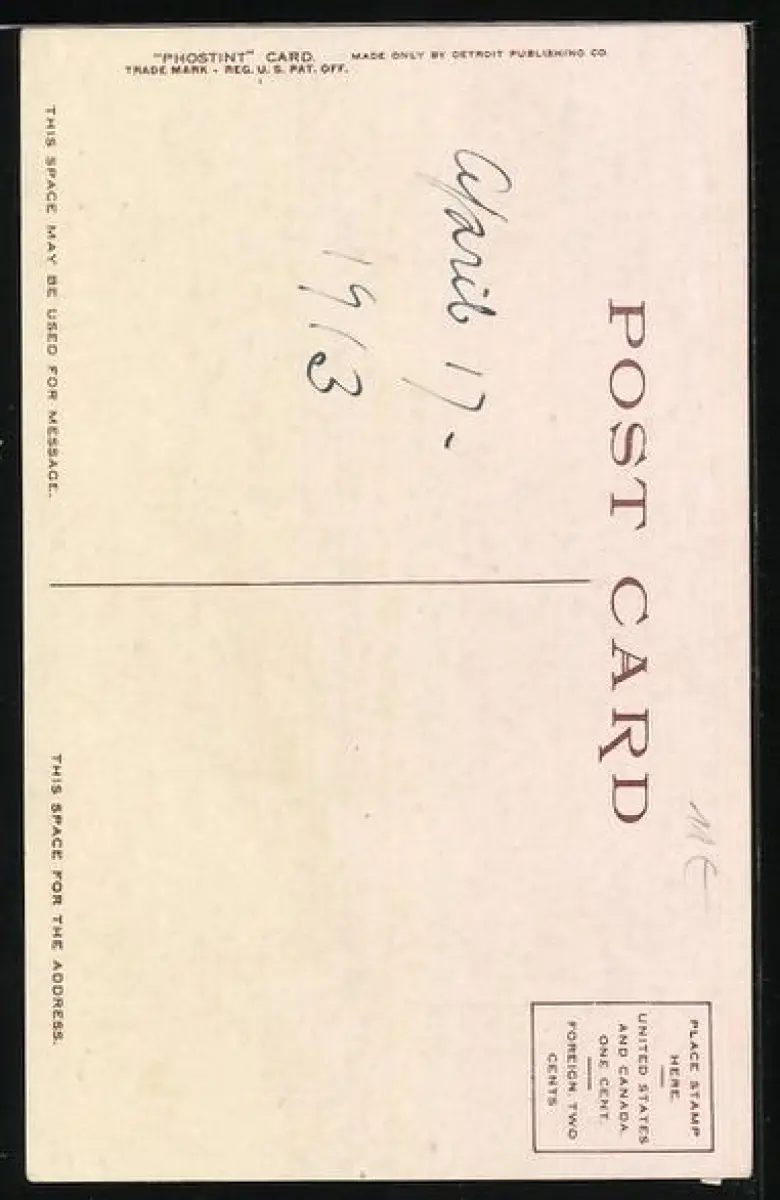 "PHOSTINT" CARD. MADE ONLY BY DETROIT PUBLISHING CO.
TRADE MARK - REG. U. S. PAT. OFF.
POST CARD
17-
1913
ME
PLACE STAMP
HERE
UNITED STATES
AND CANADA.
ONE CENT.
FOREIGN, TWO
CENTS
THIS SPACE MAY BE USED FOR MESSAGE.
THIS SPACE FOR THE ADDRESS.